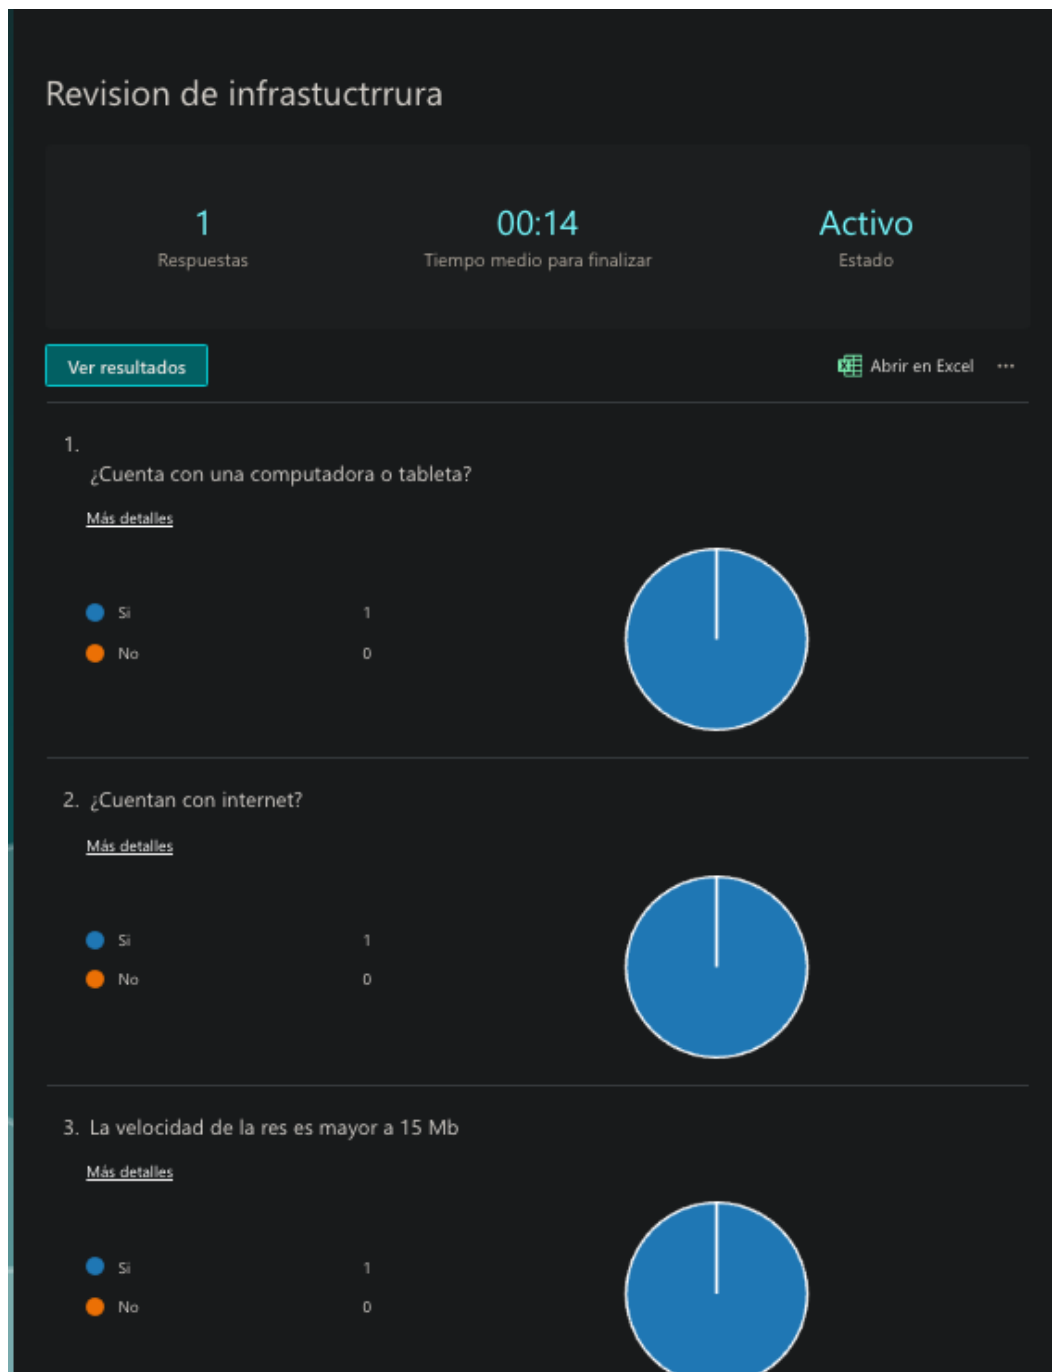 Revision de infrastuctrrura
1 00:14 Activo
Respuestas Tiempo medio para finalizar Estado
Ver resultados Abrir en Excel ...
1.
¿Cuenta con una computadora o tableta?
Más detalles
Si 1
No 0
2. ¿Cuentan con internet?
Más detalles
Si 1
No 0
3. La velocidad de la res es mayor a 15 Mb
Más detalles
Si 1
No 0